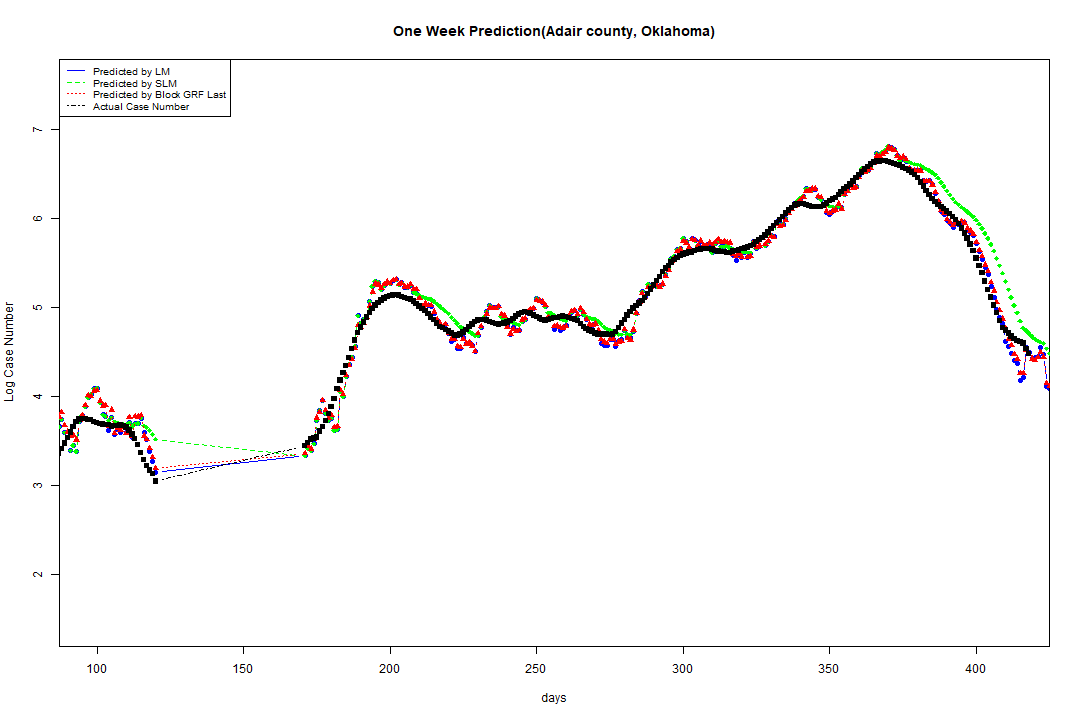 One Week Prediction(Adair county, Oklahoma)
Predicted by LM
Predicted by SLM
Predicted by Block GRF Last
Actual Case Number
Log Case Number
7
6
5
4
3
2
100 150 200 250 300 350 400
days